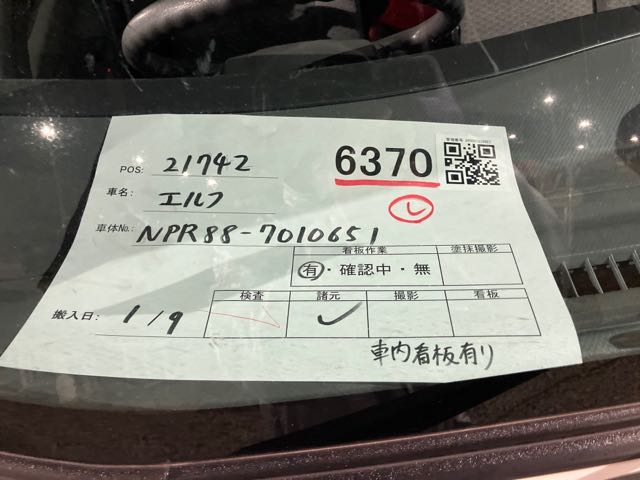 6370
POS: 21742
車名: エルフ
レ
車体No.: NPR88-7010651
看板作業 塗抹撮影
有・確認中・無
検査 諸元 撮影 看板
搬入日: 1/9
車内看板有り